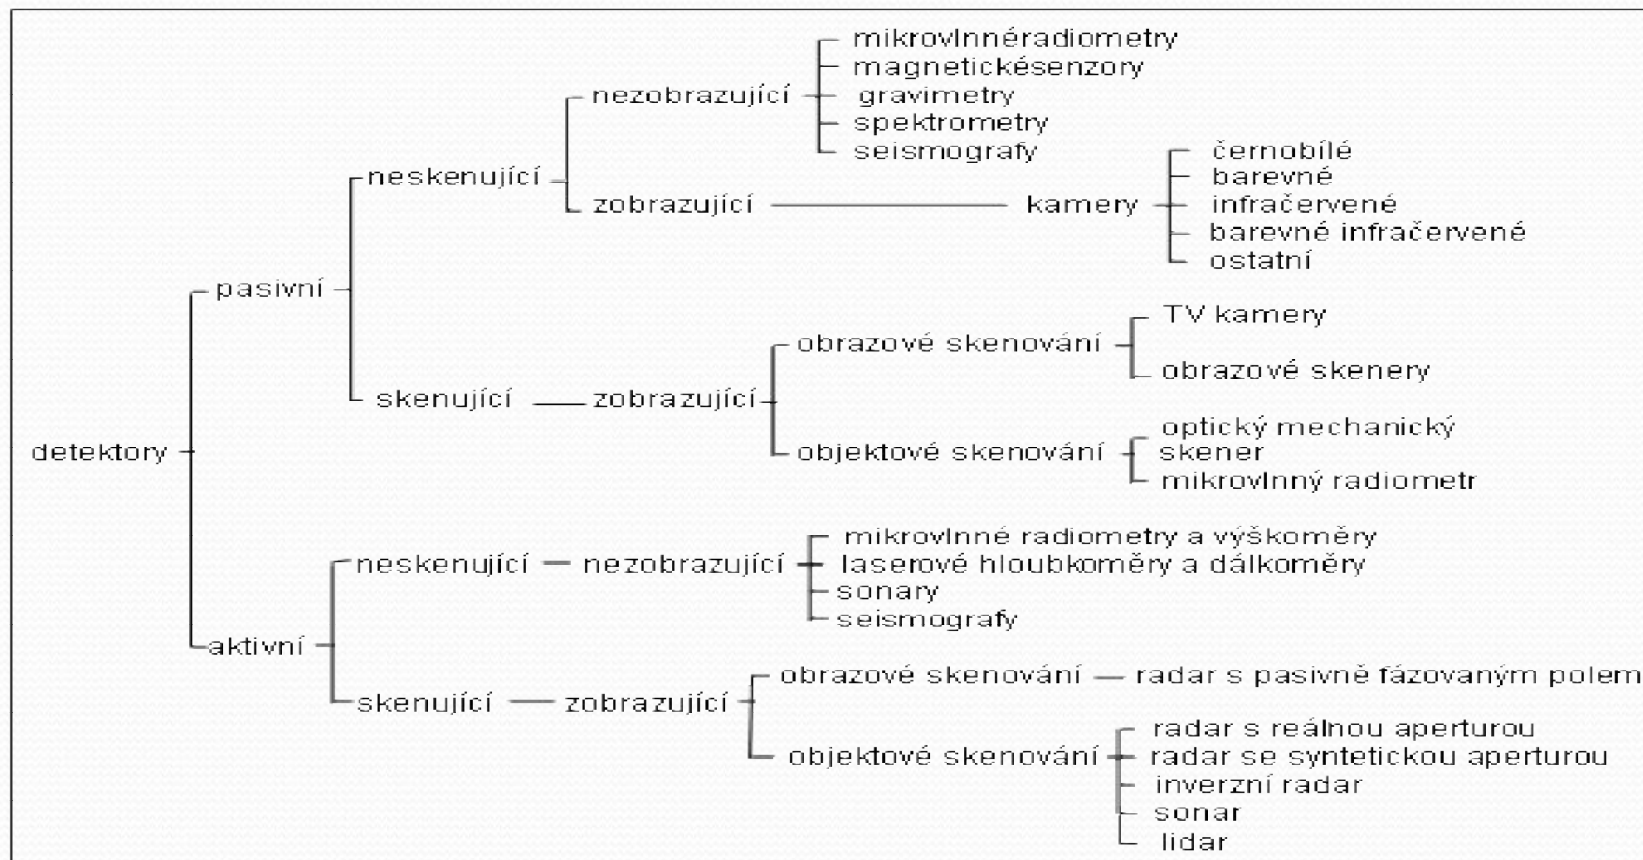 mikrovlnnéradiometry
magnetickésenzory
nezobrazující
gravimetry
spektrometry
seismografy
černobílé
barevné
neskenující
zobrazující
kamery
infračervené
barevné infračervené
ostatní
pasivní
TV kamery
obrazové skenování
obrazové skenery
skenující
zobrazující
optický mechanický
detektory
objektové skenování
skener
mikrovlnný radiometr
mikrovlnné radiometry a výškoměry
neskenující
nezobrazující
laserové hloubkoměry a dálkoměry
sonary
seismografy
aktivní
obrazové skenování
radar s pasivně fázovaným polem
skenující
zobrazující
radar s reálnou aperturou
objektové skenování
radar se syntetickou aperturou
inverzní radar
sonar
lidar